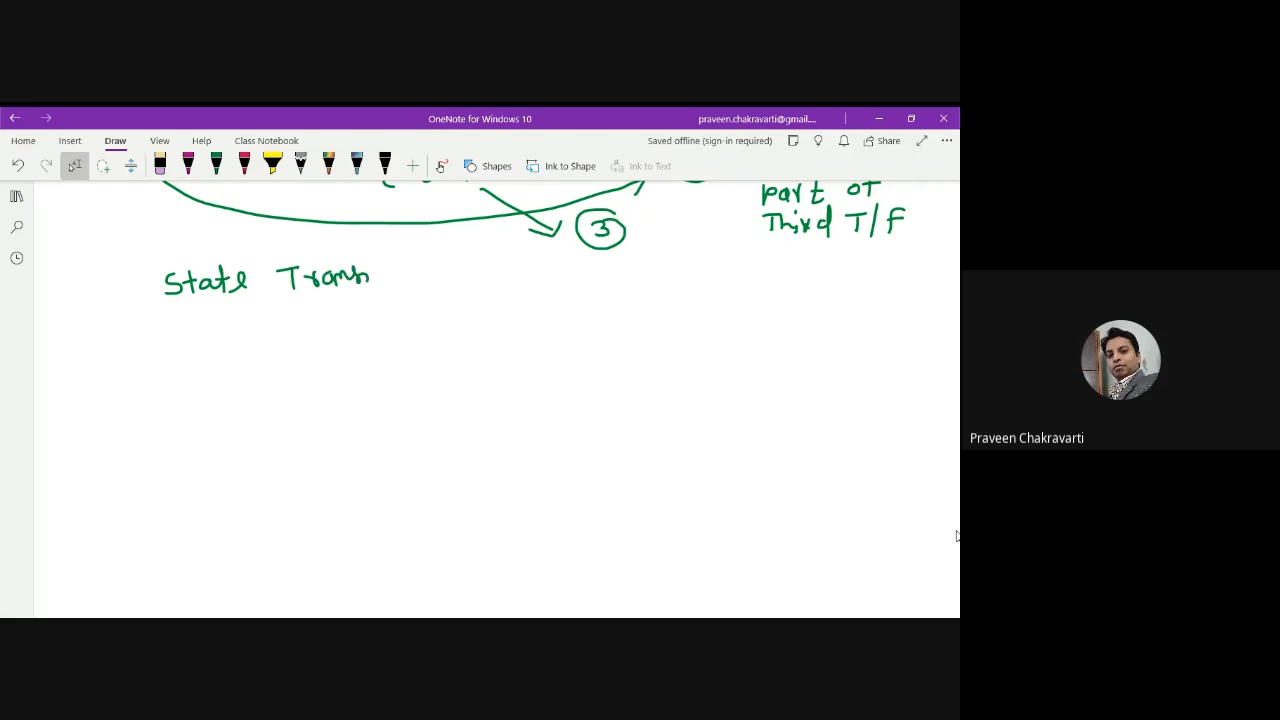 OneNote for Windows 10
praveen.chakravarti@gmail....
Home Insert Draw View Help Class Notebook
Saved offline (sign-in required) Share
Shapes Ink to Shape Ink to Text
part of
Third T/F
3
State Trans
Praveen Chakravarti